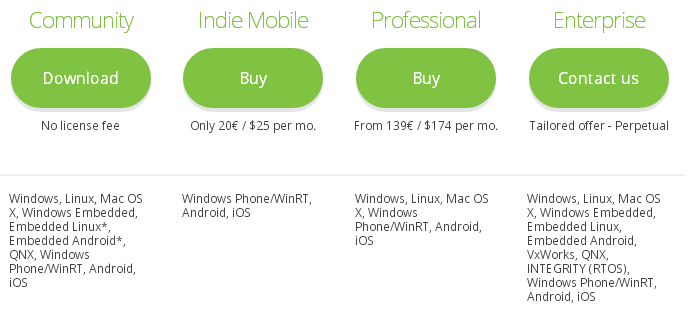 Community
Indie Mobile
Professional
Enterprise
Download
Buy
Buy
Contact us
No license fee
Only 20€ / $25 per mo.
From 139€ / $174 per mo.
Tailored offer - Perpetual
Windows, Linux, Mac OS
X, Windows Embedded,
Embedded Linux*,
Embedded Android*,
QNX, Windows
Phone/WinRT, Android,
iOS
Windows Phone/WinRT,
Android, iOS
Windows, Linux, Mac OS
X, Windows
Phone/WinRT, Android,
iOS
Windows, Linux, Mac OS
X, Windows Embedded,
Embedded Linux,
Embedded Android,
VxWorks, QNX,
INTEGRITY (RTOS),
Windows Phone/WinRT,
Android, iOS